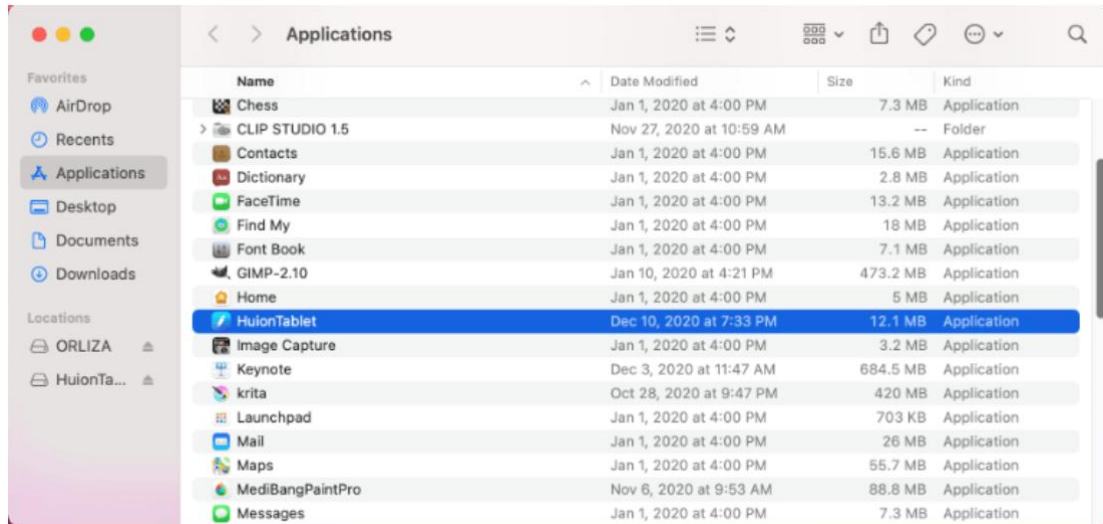 Applications
Favorites
AirDrop
Recents
Applications
Desktop
Documents
Downloads
Locations
ORLIZA
HuionTa...
Name Date Modified Size Kind
Chess Jan 1, 2020 at 4:00 PM 7.3 MB Application
CLIP STUDIO 1.5 Nov 27, 2020 at 10:59 AM -- Folder
Contacts Jan 1, 2020 at 4:00 PM 15.6 MB Application
Dictionary Jan 1, 2020 at 4:00 PM 2.8 MB Application
FaceTime Jan 1, 2020 at 4:00 PM 13.2 MB Application
Find My Jan 1, 2020 at 4:00 PM 18 MB Application
Font Book Jan 1, 2020 at 4:00 PM 7.1 MB Application
GIMP-2.10 Jan 10, 2020 at 4:21 PM 473.2 MB Application
Home Jan 1, 2020 at 4:00 PM 5 MB Application
HuionTablet Dec 10, 2020 at 7:33 PM 12.1 MB Application
Image Capture Jan 1, 2020 at 4:00 PM 3.2 MB Application
Keynote Dec 3, 2020 at 11:47 AM 684.5 MB Application
krita Oct 28, 2020 at 9:47 PM 420 MB Application
Launchpad Jan 1, 2020 at 4:00 PM 703 KB Application
Mail Jan 1, 2020 at 4:00 PM 26 MB Application
Maps Jan 1, 2020 at 4:00 PM 55.7 MB Application
MediBangPaintPro Nov 6, 2020 at 9:53 AM 88.8 MB Application
Messages Jan 1, 2020 at 4:00 PM 7.3 MB Application